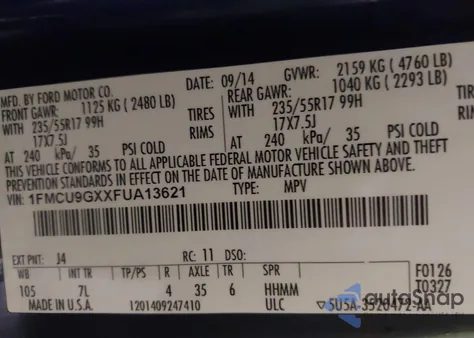 MFD. BY FORD MOTOR CO.
DATE: 09/14 GVWR: 2159 KG (4760 LB)
FRONT GAWR: 1125 KG (2480 LB) REAR GAWR: 1040 KG (2293 LB)
WITH 235/55R17 99H TIRES WITH 235/55R17 99H
17X7.5J RIMS 17X7.5J
AT 240 kPa/ 35 PSI COLD AT 240 kPa/ 35 PSI COLD
THIS VEHICLE CONFORMS TO ALL APPLICABLE FEDERAL MOTOR VEHICLE SAFETY AND THEFT
PREVENTION STANDARDS IN EFFECT ON THE DATE OF MANUFACTURE SHOWN ABOVE.
VIN: 1FMCU9GXXFUA13621 TYPE: MPV
EXT PNT: J4 RC: 11 DSO: F0126
WB INT TR TP/PS R AXLE TR SPR T0327
105 7L 4 35 6 HHMM
MADE IN U.S.A. 1201409247410 ULC 5U5A-3520472-AA
autoSnap